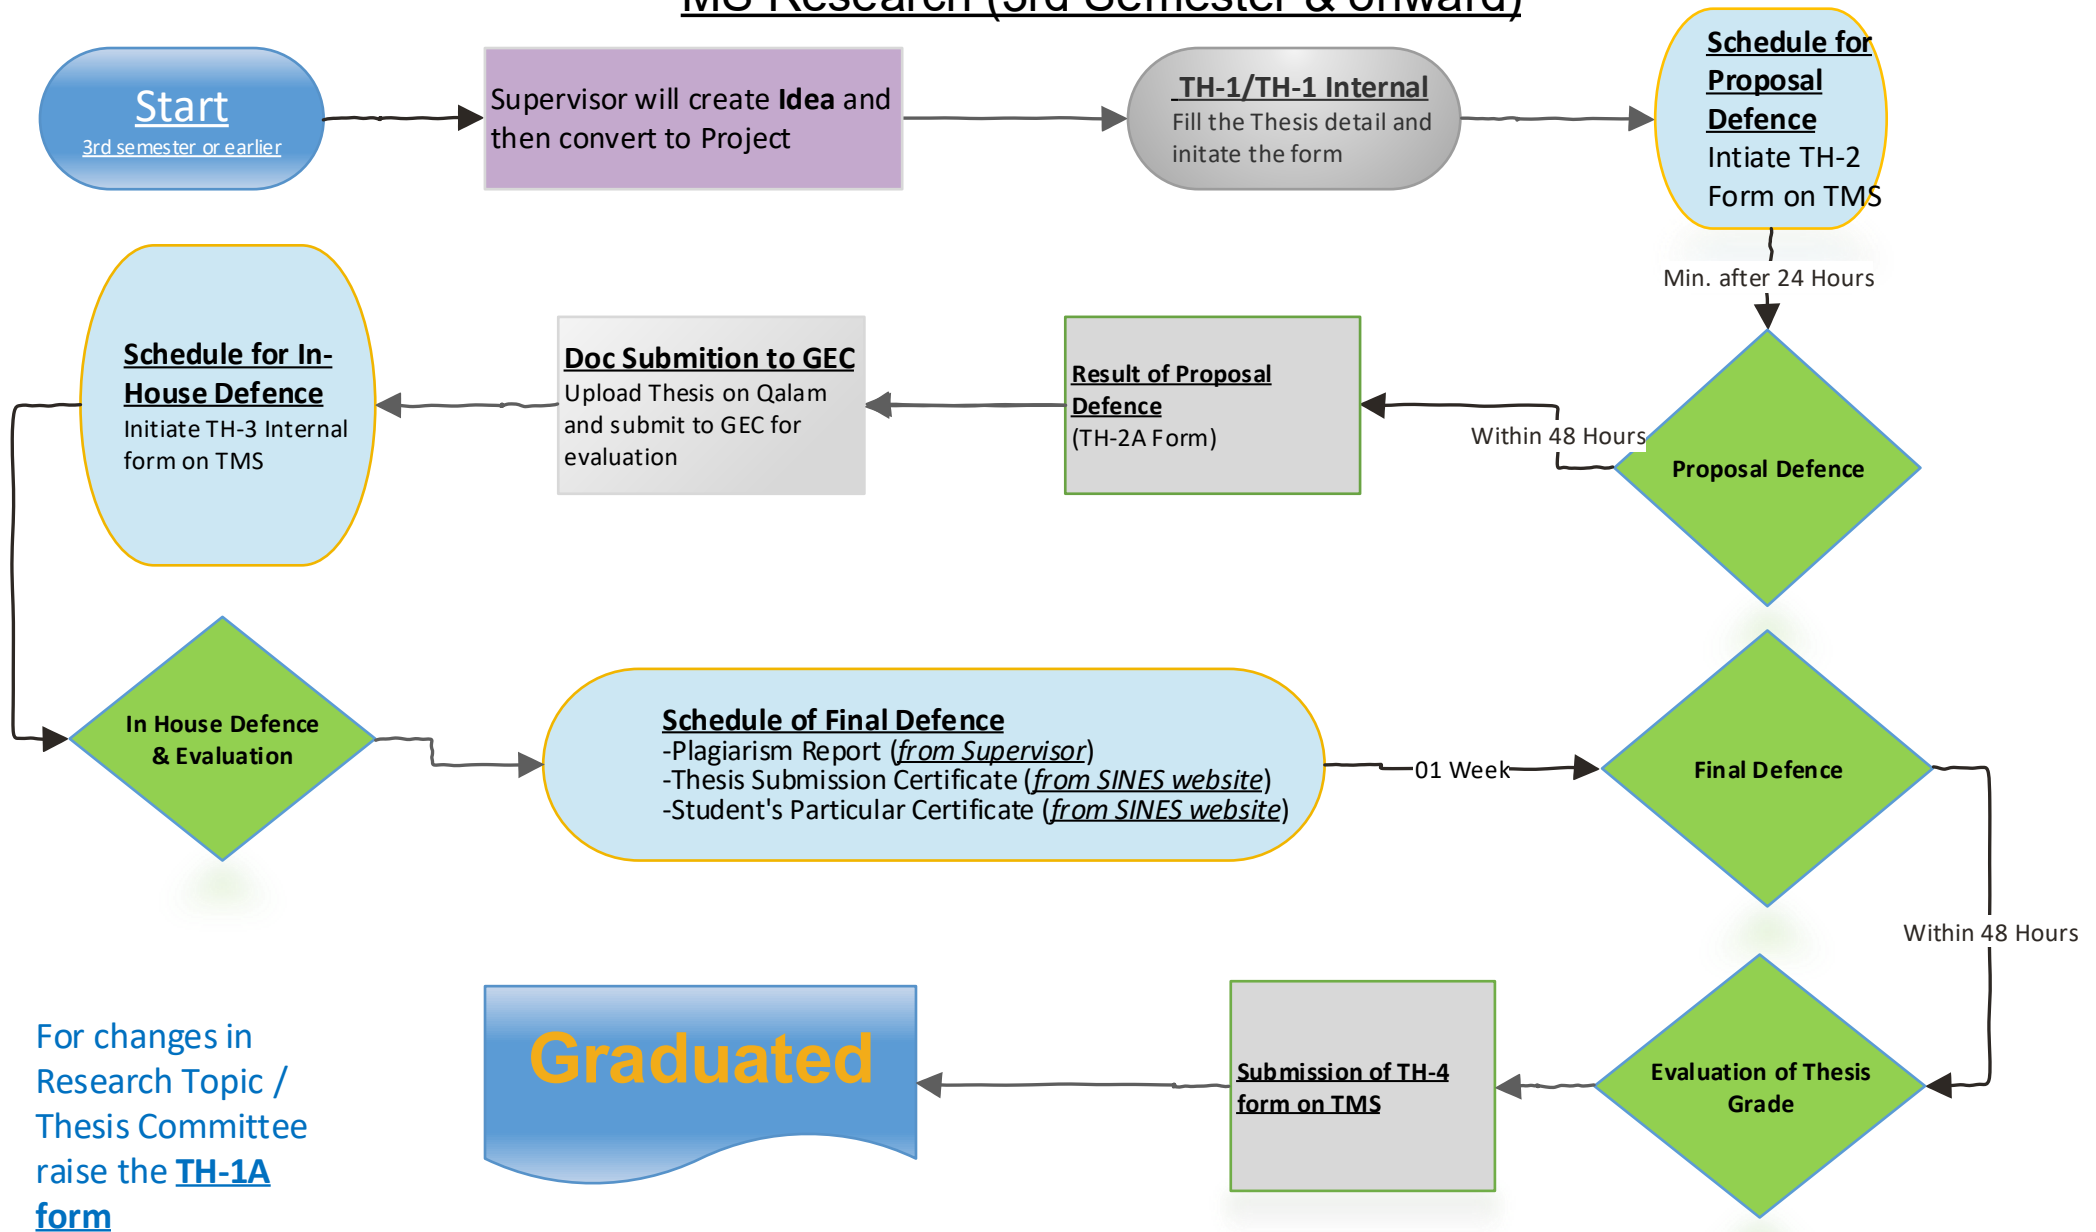 MS Research (3rd Semester & onward)
Start
3rd semester or earlier
Supervisor will create Idea and
then convert to Project
TH-1/TH-1 Internal
Fill the Thesis detail and
initate the form
Schedule for
Proposal
Defence
Intiate TH-2
Form on TMS
Min. after 24 Hours
Proposal Defence
Within 48 Hours
Result of Proposal
Defence
(TH-2A Form)
Doc Submition to GEC
Upload Thesis on Qalam
and submit to GEC for
evaluation
Schedule for In-
House Defence
Initiate TH-3 Internal
form on TMS
In House Defence
& Evaluation
Schedule of Final Defence
-Plagiarism Report (from Supervisor)
-Thesis Submission Certificate (from SINES website)
-Student's Particular Certificate (from SINES website)
01 Week
Final Defence
Within 48 Hours
Evaluation of Thesis
Grade
Submission of TH-4
form on TMS
Graduated
For changes in
Research Topic /
Thesis Committee
raise the TH-1A
form